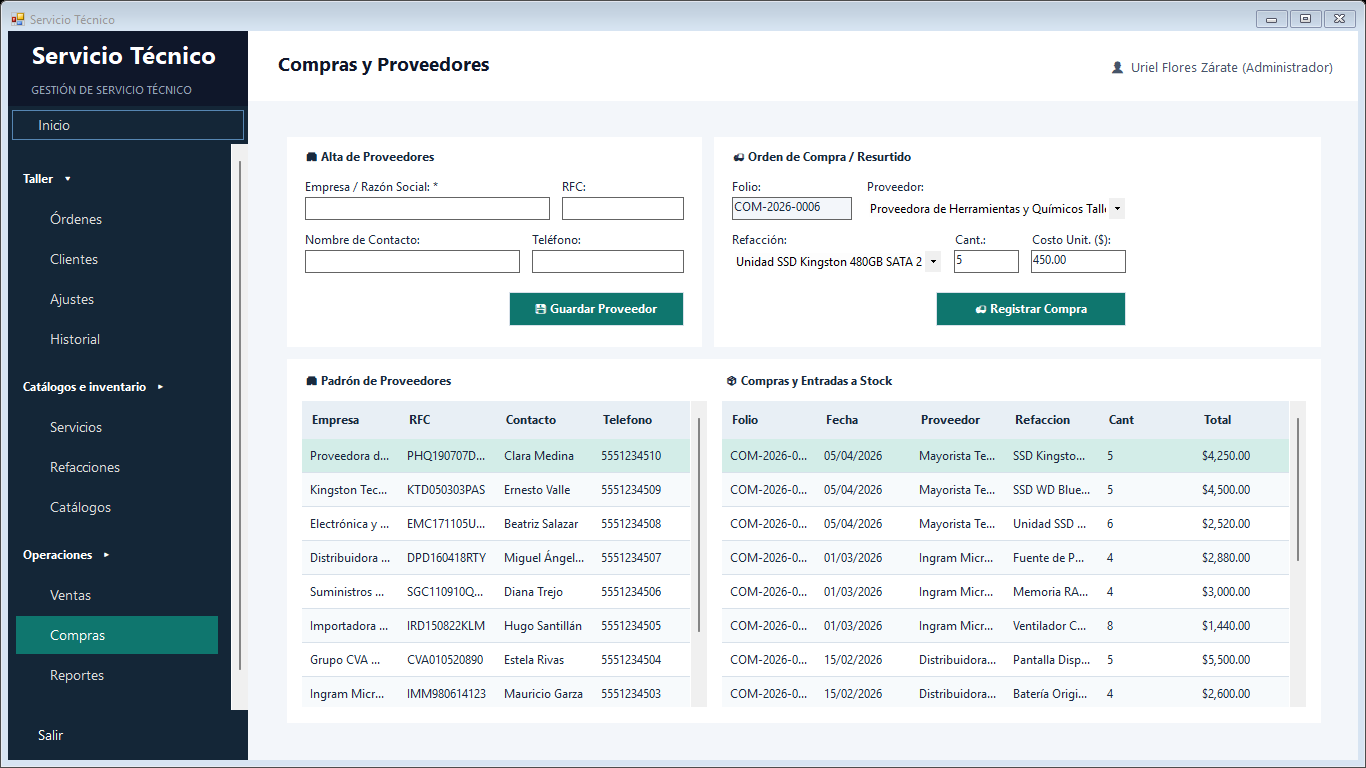 Servicio Técnico
Servicio Técnico
GESTIÓN DE SERVICIO TÉCNICO
Inicio
Taller
Órdenes
Clientes
Ajustes
Historial
Catálogos e inventario
Servicios
Refacciones
Catálogos
Operaciones
Ventas
Compras
Reportes
Salir
Compras y Proveedores
Uriel Flores Zárate (Administrador)
Alta de Proveedores
Empresa / Razón Social: * RFC:
Nombre de Contacto: Teléfono:
Guardar Proveedor
Orden de Compra / Resurtido
Folio: Proveedor:
COM-2026-0006 Proveedora de Herramientas y Químicos Talle
Refacción: Cant.: Costo Unit. ($):
Unidad SSD Kingston 480GB SATA 2 5 450.00
Registrar Compra
Padrón de Proveedores
Empresa RFC Contacto Telefono
Proveedora d... PHQ190707D... Clara Medina 5551234510
Kingston Tec... KTD050303PAS Ernesto Valle 5551234509
Electrónica y ... EMC171105U... Beatriz Salazar 5551234508
Distribuidora ... DPD160418RTY Miguel Ángel... 5551234507
Suministros ... SGC110910Q... Diana Trejo 5551234506
Importadora ... IRD150822KLM Hugo Santillán 5551234505
Grupo CVA ... CVA010520890 Estela Rivas 5551234504
Ingram Micr... IMM980614123 Mauricio Garza 5551234503
Compras y Entradas a Stock
Folio Fecha Proveedor Refaccion Cant Total
COM-2026-0... 05/04/2026 Mayorista Te... SSD Kingsto... 5 $4,250.00
COM-2026-0... 05/04/2026 Mayorista Te... SSD WD Blue... 5 $4,500.00
COM-2026-0... 05/04/2026 Mayorista Te... Unidad SSD ... 6 $2,520.00
COM-2026-0... 01/03/2026 Ingram Micr... Fuente de P... 4 $2,880.00
COM-2026-0... 01/03/2026 Ingram Micr... Memoria RA... 4 $3,000.00
COM-2026-0... 01/03/2026 Ingram Micr... Ventilador C... 8 $1,440.00
COM-2026-0... 15/02/2026 Distribuidora... Pantalla Disp... 5 $5,500.00
COM-2026-0... 15/02/2026 Distribuidora... Batería Origi... 4 $2,600.00